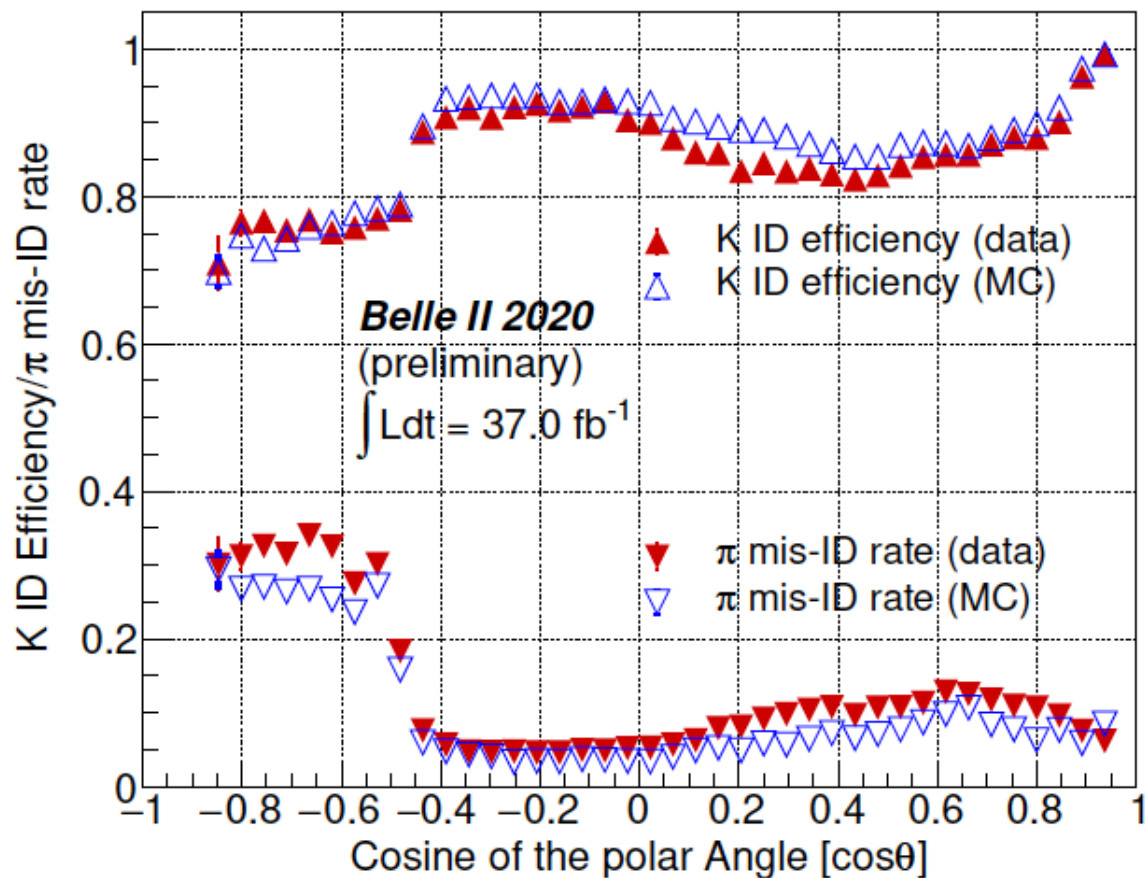 K ID Efficiency/π mis-ID rate
1
0.8
0.6
0.4
0.2
0
K ID efficiency (data)
K ID efficiency (MC)
Belle II 2020
(preliminary)
∫Ldt = 37.0 fb⁻¹
π mis-ID rate (data)
π mis-ID rate (MC)
−1 −0.8 −0.6 −0.4 −0.2 0 0.2 0.4 0.6 0.8 1
Cosine of the polar Angle [cosθ]